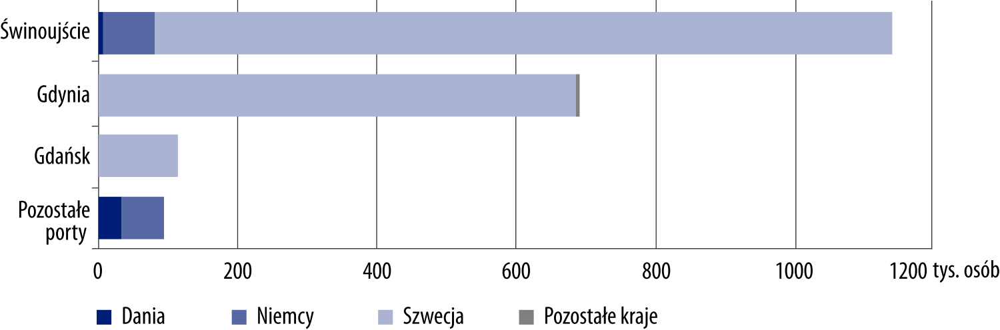 Świnoujście
Gdynia
Gdańsk
Pozostałe
porty
0 200 400 600 800 1000 1200 tys. osób
Dania Niemcy Szwecja Pozostałe kraje